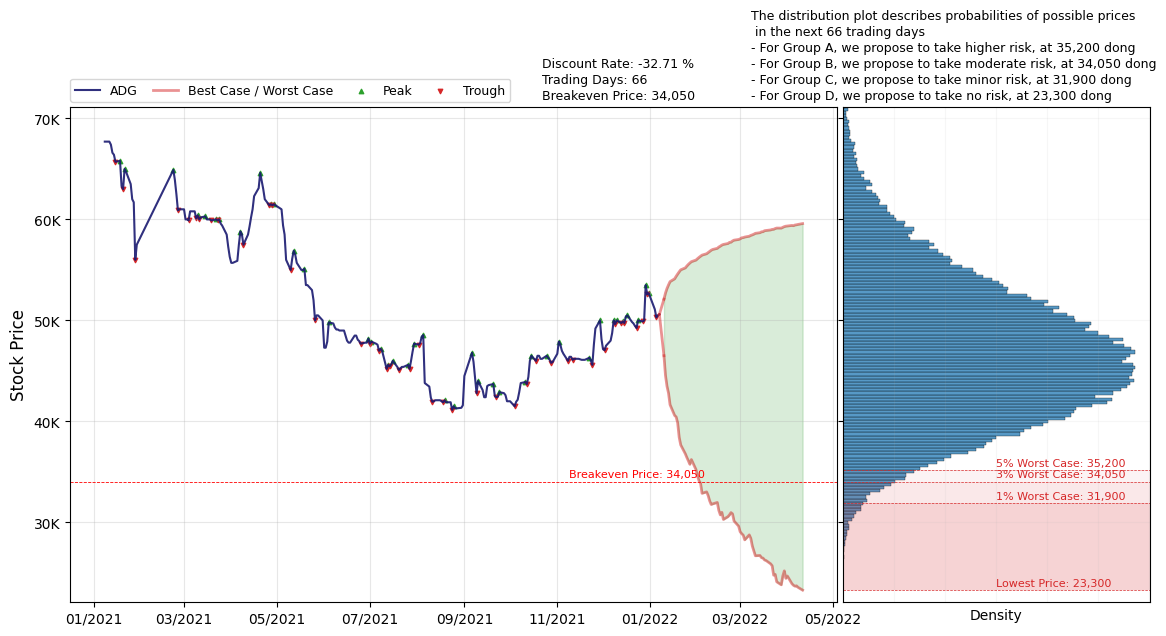 The distribution plot describes probabilities of possible prices
in the next 66 trading days
- For Group A, we propose to take higher risk, at 35,200 dong
- For Group B, we propose to take moderate risk, at 34,050 dong
- For Group C, we propose to take minor risk, at 31,900 dong
- For Group D, we propose to take no risk, at 23,300 dong
Discount Rate: -32.71 %
Trading Days: 66
Breakeven Price: 34,050
ADG
Best Case / Worst Case
Peak
Trough
Stock Price
70K
60K
50K
40K
30K
Breakeven Price: 34,050
5% Worst Case: 35,200
3% Worst Case: 34,050
1% Worst Case: 31,900
Lowest Price: 23,300
01/2021
03/2021
05/2021
07/2021
09/2021
11/2021
01/2022
03/2022
05/2022
Density